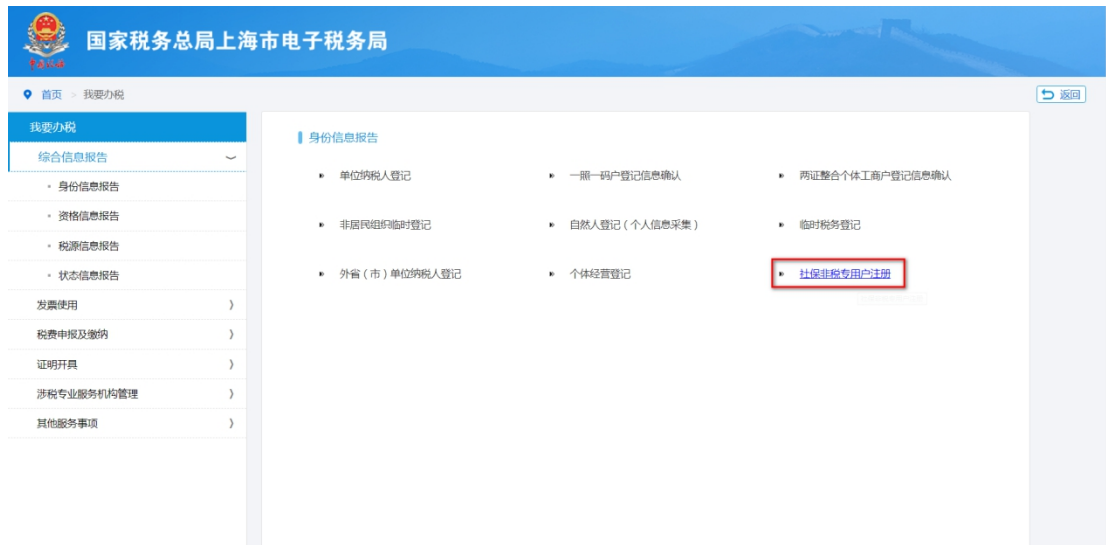 国家税务总局上海市电子税务局
首页 > 我要办税
返回
我要办税
综合信息报告
身份信息报告
资格信息报告
税源信息报告
状态信息报告
发票使用
税费申报及缴纳
证明开具
涉税专业服务机构管理
其他服务事项
身份信息报告
单位纳税人登记
一照一码户登记信息确认
两证整合个体工商户登记信息确认
非居民组织临时登记
自然人登记（个人信息采集）
临时税务登记
外省（市）单位纳税人登记
个体经营登记
社保非税专用户注册